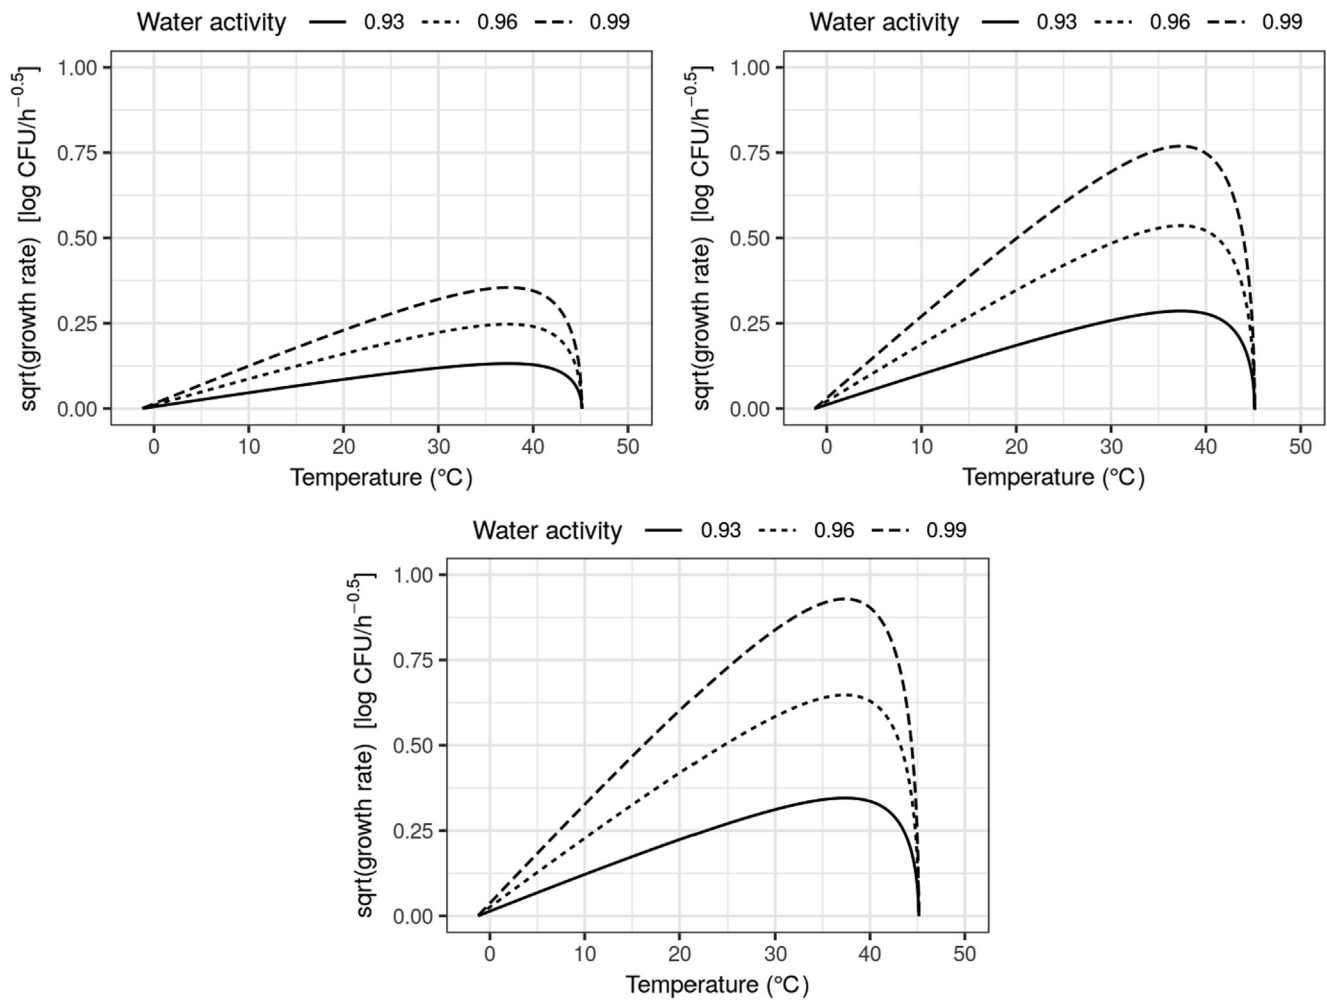 Water activity 0.93 0.96 0.99
sqrt(growth rate) [log CFU/h−0.5]
1.00
0.75
0.50
0.25
0.00
0 10 20 30 40 50
Temperature (°C)
Water activity 0.93 0.96 0.99
sqrt(growth rate) [log CFU/h−0.5]
1.00
0.75
0.50
0.25
0.00
0 10 20 30 40 50
Temperature (°C)
Water activity 0.93 0.96 0.99
sqrt(growth rate) [log CFU/h−0.5]
1.00
0.75
0.50
0.25
0.00
0 10 20 30 40 50
Temperature (°C)